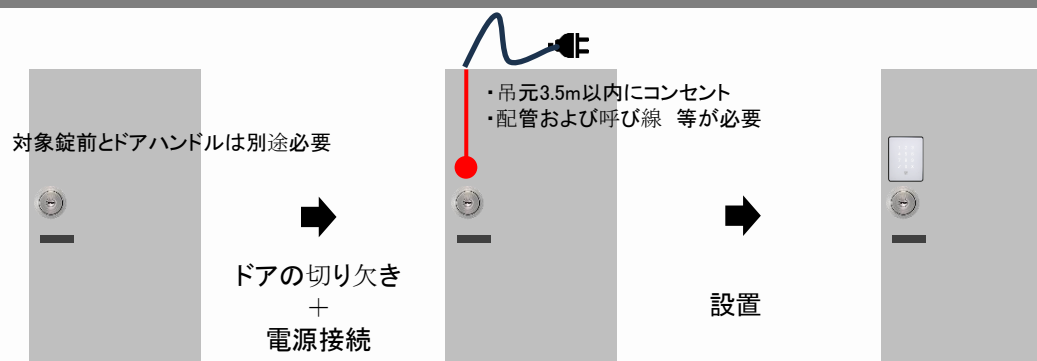 ・吊元3.5m以内にコンセント
・配管および呼び線 等が必要
対象錠前とドアハンドルは別途必要
ドアの切り欠き
＋
電源接続
設置